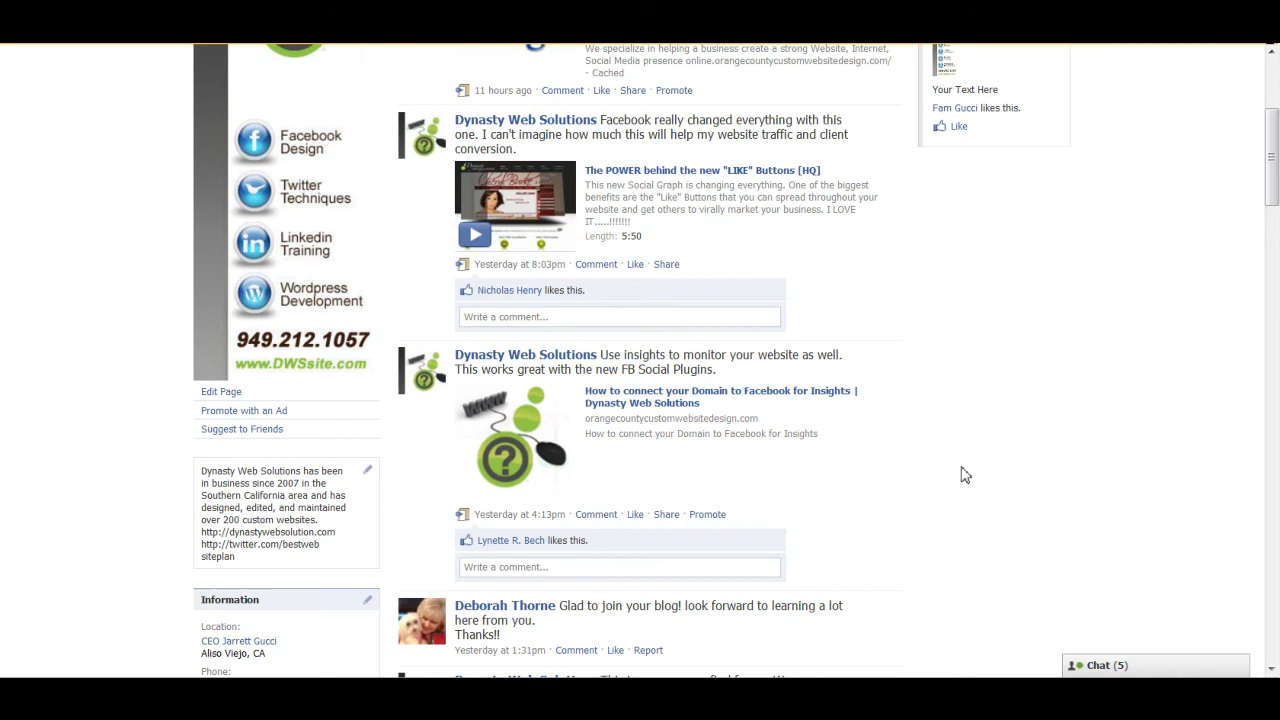 Facebook
Design
Twitter
Techniques
Linkedin
Training
Wordpress
Development
949.212.1057
www.DWSsite.com
Edit Page
Promote with an Ad
Suggest to Friends
Dynasty Web Solutions has been
in business since 2007 in the
Southern California area and has
designed, edited, and maintained
over 200 custom websites.
http://dynastywebsolution.com
http://twitter.com/bestweb
siteplan
Information
Location:
CEO Jarrett Gucci
Aliso Viejo, CA
Phone:
We specialize in helping a business create a strong Website, Internet,
Social Media presence online.orangecountycustomwebsitedesign.com/
- Cached
11 hours ago · Comment · Like · Share · Promote
Dynasty Web Solutions Facebook really changed everything with this
one. I can't imagine how much this will help my website traffic and client
conversion.
The POWER behind the new "LIKE" Buttons [HQ]
This new Social Graph is changing everything. One of the biggest
benefits are the "Like" Buttons that you can spread throughout your
website and get others to virally market your business. I LOVE
IT.....!!!!!!!
Length: 5:50
Yesterday at 8:03pm · Comment · Like · Share
Nicholas Henry likes this.
Write a comment...
Dynasty Web Solutions Use insights to monitor your website as well.
This works great with the new FB Social Plugins.
WWW
?
How to connect your Domain to Facebook for Insights |
Dynasty Web Solutions
orangecountycustomwebsitedesign.com
How to connect your Domain to Facebook for Insights
Yesterday at 4:13pm · Comment · Like · Share · Promote
Lynette R. Bech likes this.
Write a comment...
Deborah Thorne Glad to join your blog! look forward to learning a lot
here from you.
Thanks!!
Yesterday at 1:31pm · Comment · Like · Report
Your Text Here
Fam Gucci likes this.
Like
Chat (5)